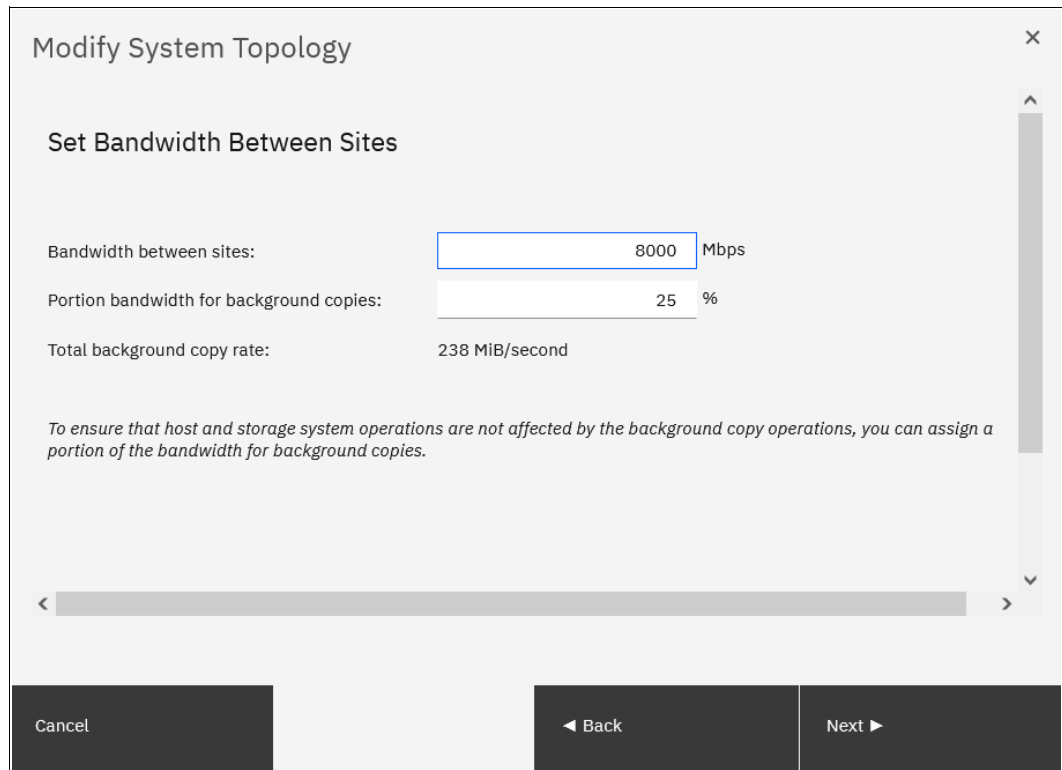 Modify System Topology
Set Bandwidth Between Sites
Bandwidth between sites: 8000 Mbps
Portion bandwidth for background copies: 25 %
Total background copy rate: 238 MiB/second
To ensure that host and storage system operations are not affected by the background copy operations, you can assign a
portion of the bandwidth for background copies.
Cancel ◄ Back Next ►